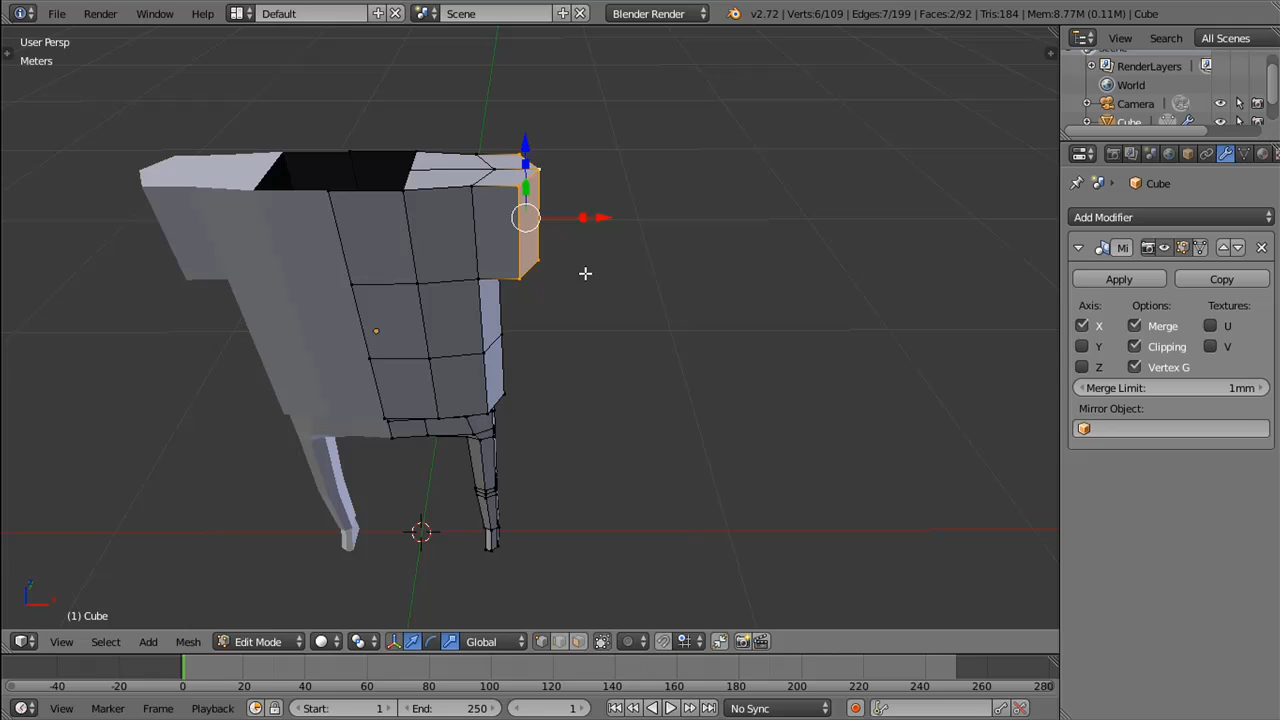 File Render Window Help Default Scene Blender Render v2.72 | Verts:6/109 | Edges:7/199 | Faces:2/92 | Tris:184 | Mem:8.77M (0.11M) | Cube
User Persp
Meters
View Search All Scenes
RenderLayers
World
Camera
Cube
Cube
Add Modifier
Mi
Apply Copy
Axis: Options: Textures:
X Merge U
Y Clipping V
Z Vertex G
Merge Limit: 1mm
Mirror Object:
(1) Cube
View Select Add Mesh Edit Mode Global
-40 -20 0 20 40 60 80 100 120 140 160 180 200 220 240 260 280
View Marker Frame Playback Start: 1 End: 250 1 No Sync